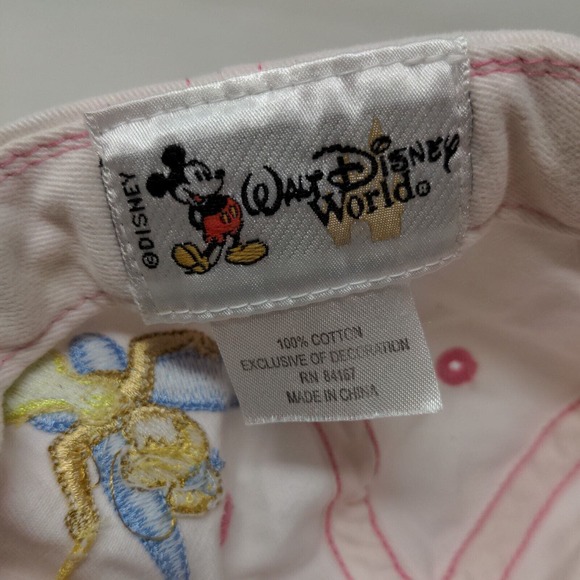 ©DISNEY
WALT DISNEY
World®
100% COTTON
EXCLUSIVE OF DECORATION
RN 84167
MADE IN CHINA